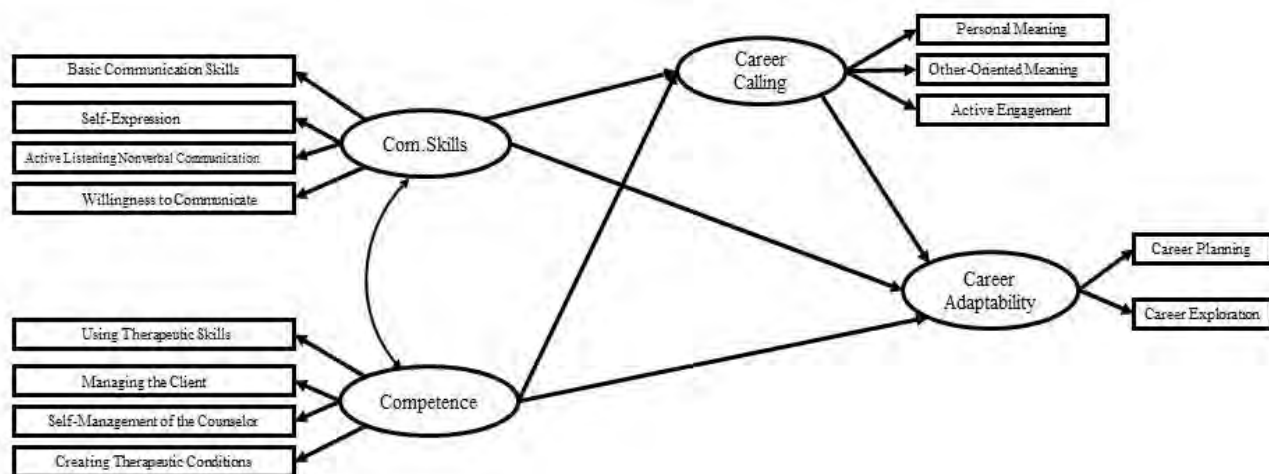 Basic Communication Skills
Self-Expression
Active Listening Nonverbal Communication
Willingness to Communicate
Com.Skills
Career
Calling
Personal Meaning
Other-Oriented Meaning
Active Engagement
Career
Adaptability
Career Planning
Career Exploration
Using Therapeutic Skills
Managing the Client
Self-Management of the Counselor
Creating Therapeutic Conditions
Competence